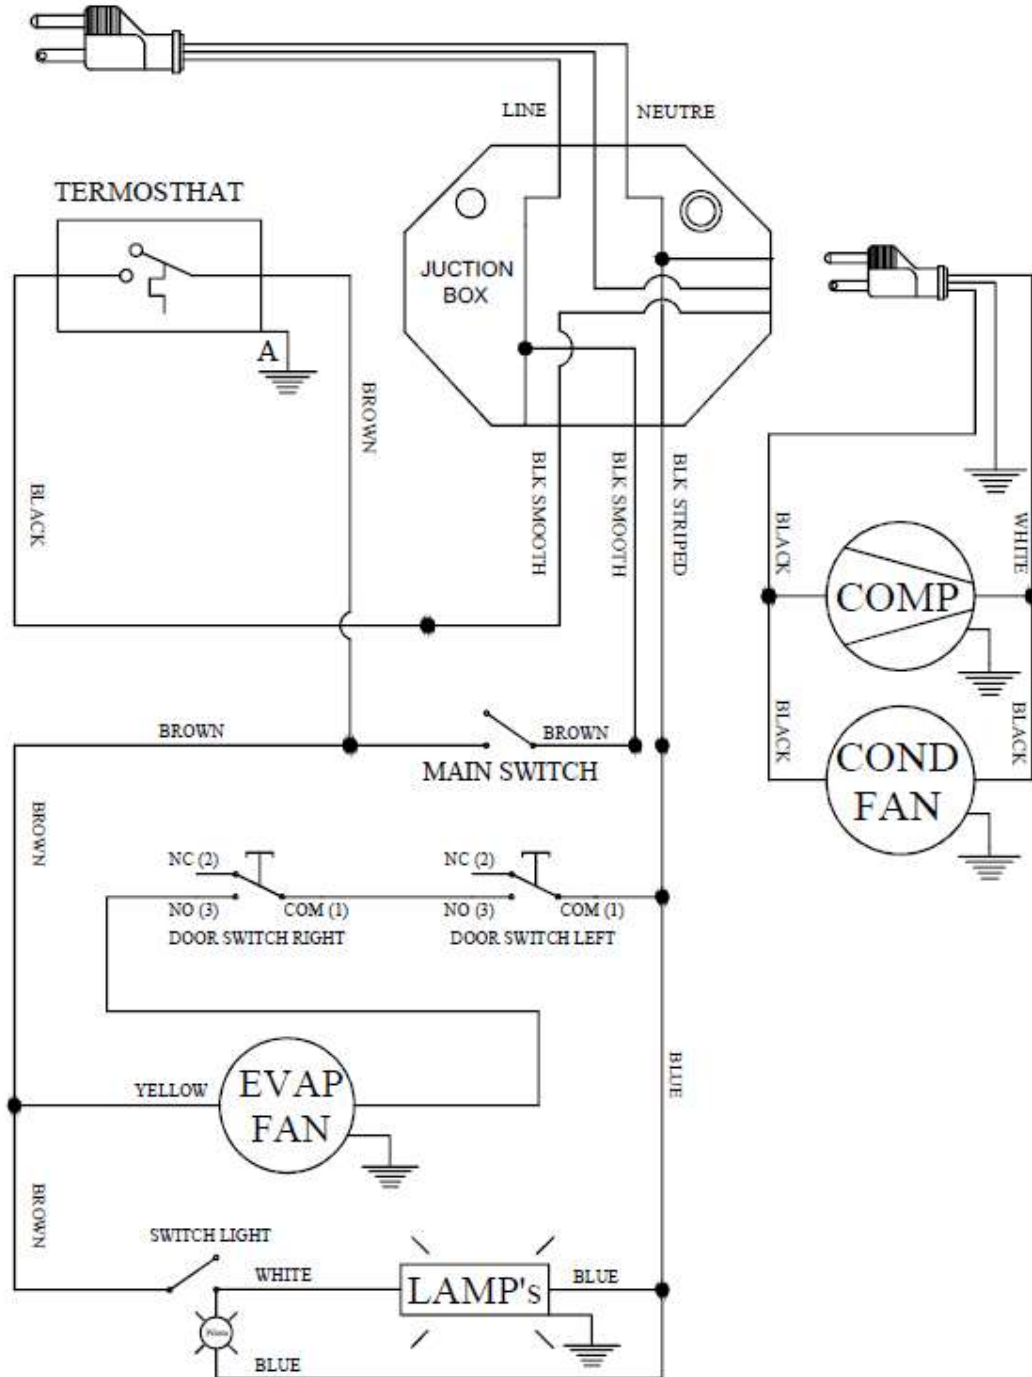 LINE
NEUTRE
TERMOSTHAT
JUCTION
BOX
A
BROWN
BLACK
BLK SMOOTH
BLK SMOOTH
BLK STRIPED
BLACK
WHITE
COMP
BROWN
BROWN
MAIN SWITCH
BLACK
BLACK
COND
FAN
BROWN
NC (2)
NC (2)
NO (3)
COM (1)
NO (3)
COM (1)
DOOR SWITCH RIGHT
DOOR SWITCH LEFT
BLUE
YELLOW
EVAP
FAN
BROWN
SWITCH LIGHT
WHITE
LAMP's
BLUE
BLUE